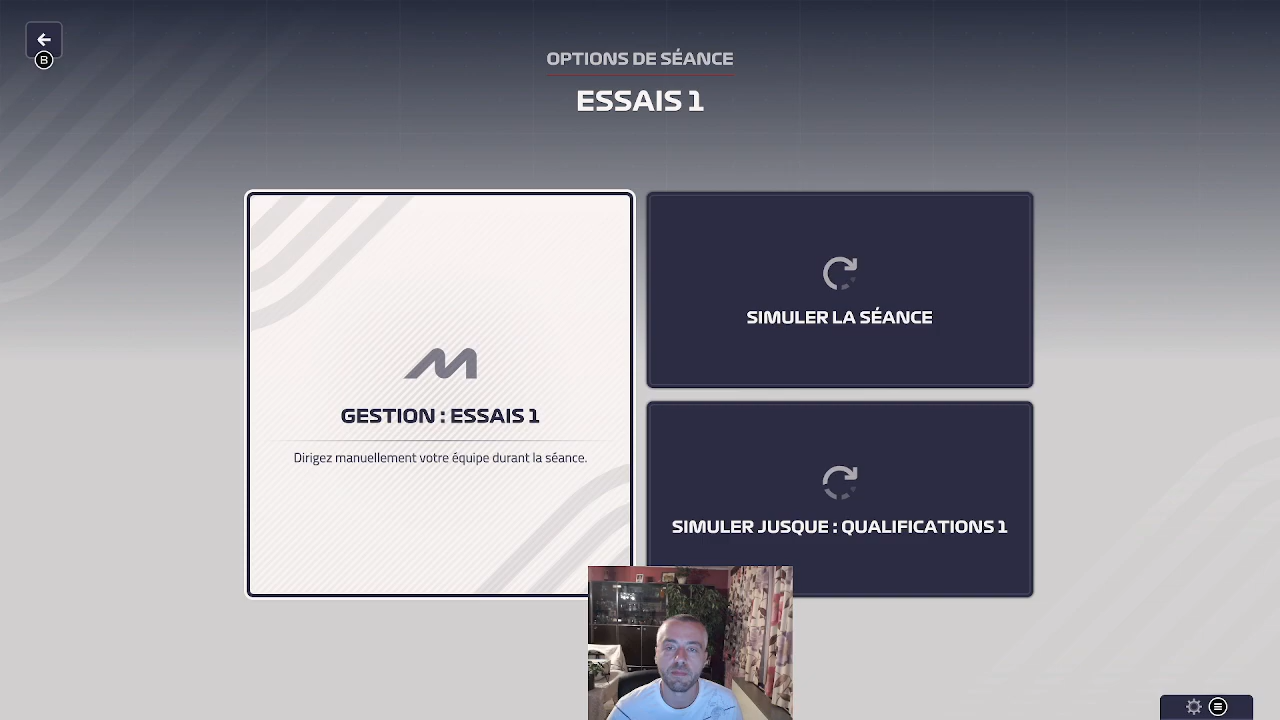 B
OPTIONS DE SÉANCE
ESSAIS 1
GESTION : ESSAIS 1
Dirigez manuellement votre équipe durant la séance.
SIMULER LA SÉANCE
SIMULER JUSQUE : QUALIFICATIONS 1